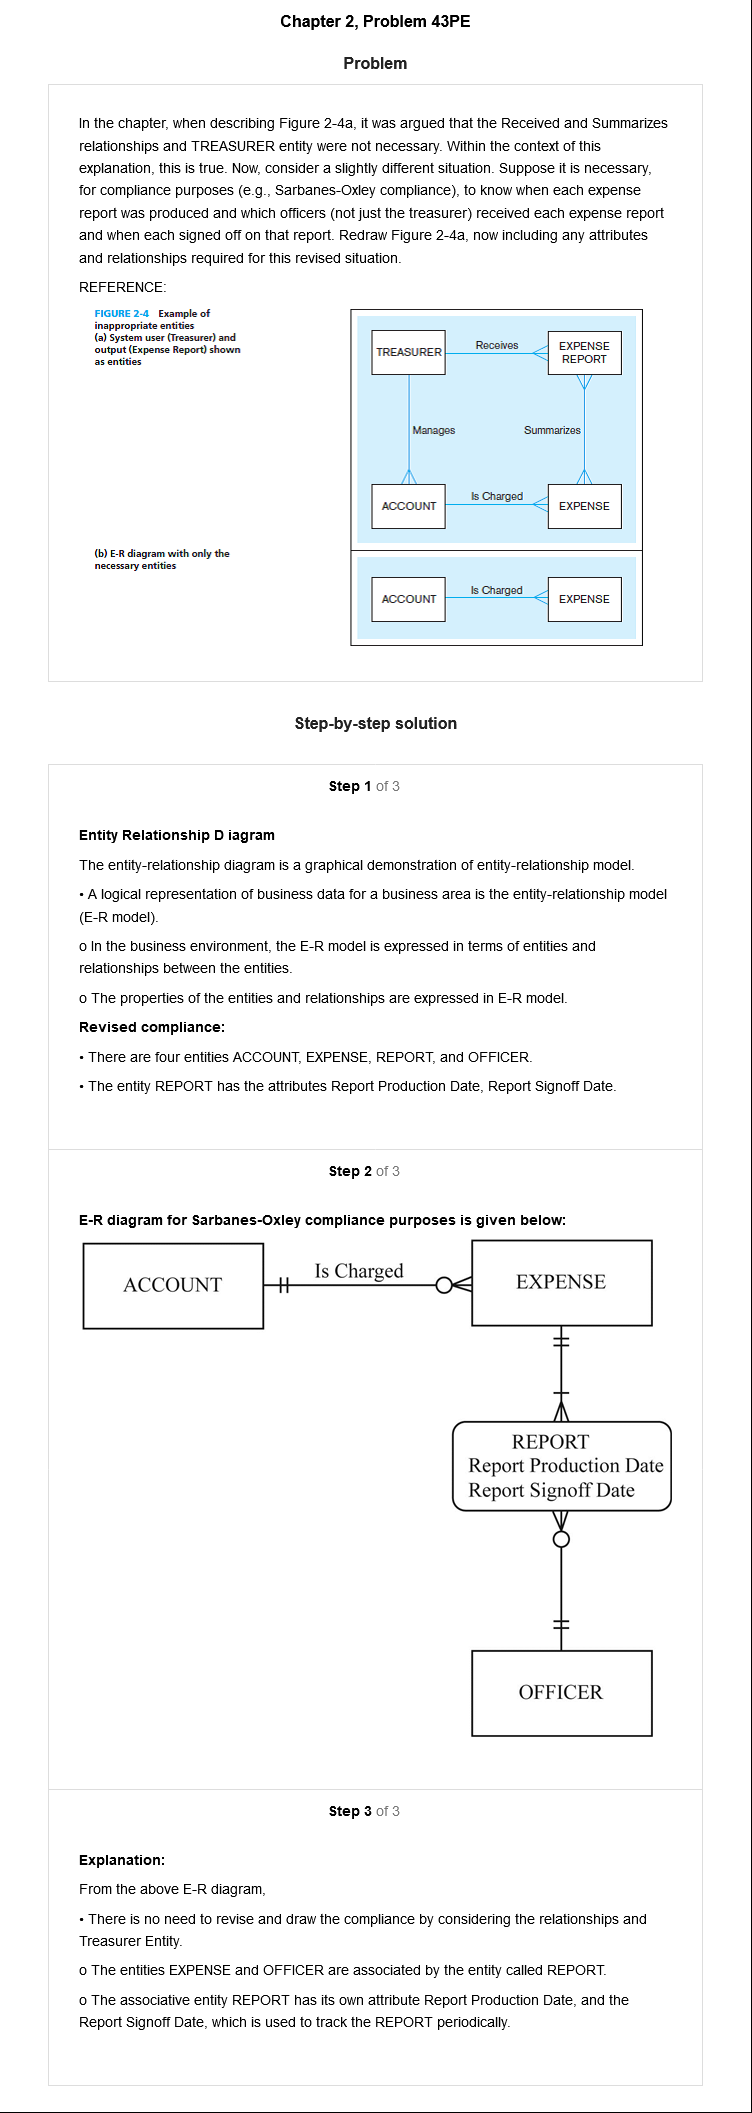 Chapter 2, Problem 43PE
Problem
In the chapter, when describing Figure 2-4a, it was argued that the Received and Summarizes
relationships and TREASURER entity were not necessary. Within the context of this
explanation, this is true. Now, consider a slightly different situation. Suppose it is necessary,
for compliance purposes (e.g., Sarbanes-Oxley compliance), to know when each expense
report was produced and which officers (not just the treasurer) received each expense report
and when each signed off on that report. Redraw Figure 2-4a, now including any attributes
and relationships required for this revised situation.
REFERENCE:
FIGURE 2-4 Example of
inappropriate entities
(a) System user (Treasurer) and
output (Expense Report) shown
as entities
TREASURER
Receives
EXPENSE
REPORT
Manages
Summarizes
ACCOUNT
Is Charged
EXPENSE
(b) E-R diagram with only the
necessary entities
ACCOUNT
Is Charged
EXPENSE
Step-by-step solution
Step 1 of 3
Entity Relationship D iagram
The entity-relationship diagram is a graphical demonstration of entity-relationship model.
• A logical representation of business data for a business area is the entity-relationship model
(E-R model).
o In the business environment, the E-R model is expressed in terms of entities and
relationships between the entities.
o The properties of the entities and relationships are expressed in E-R model.
Revised compliance:
• There are four entities ACCOUNT, EXPENSE, REPORT, and OFFICER.
• The entity REPORT has the attributes Report Production Date, Report Signoff Date.
Step 2 of 3
E-R diagram for Sarbanes-Oxley compliance purposes is given below:
ACCOUNT
Is Charged
EXPENSE
REPORT
Report Production Date
Report Signoff Date
OFFICER
Step 3 of 3
Explanation:
From the above E-R diagram,
• There is no need to revise and draw the compliance by considering the relationships and
Treasurer Entity.
o The entities EXPENSE and OFFICER are associated by the entity called REPORT.
o The associative entity REPORT has its own attribute Report Production Date, and the
Report Signoff Date, which is used to track the REPORT periodically.